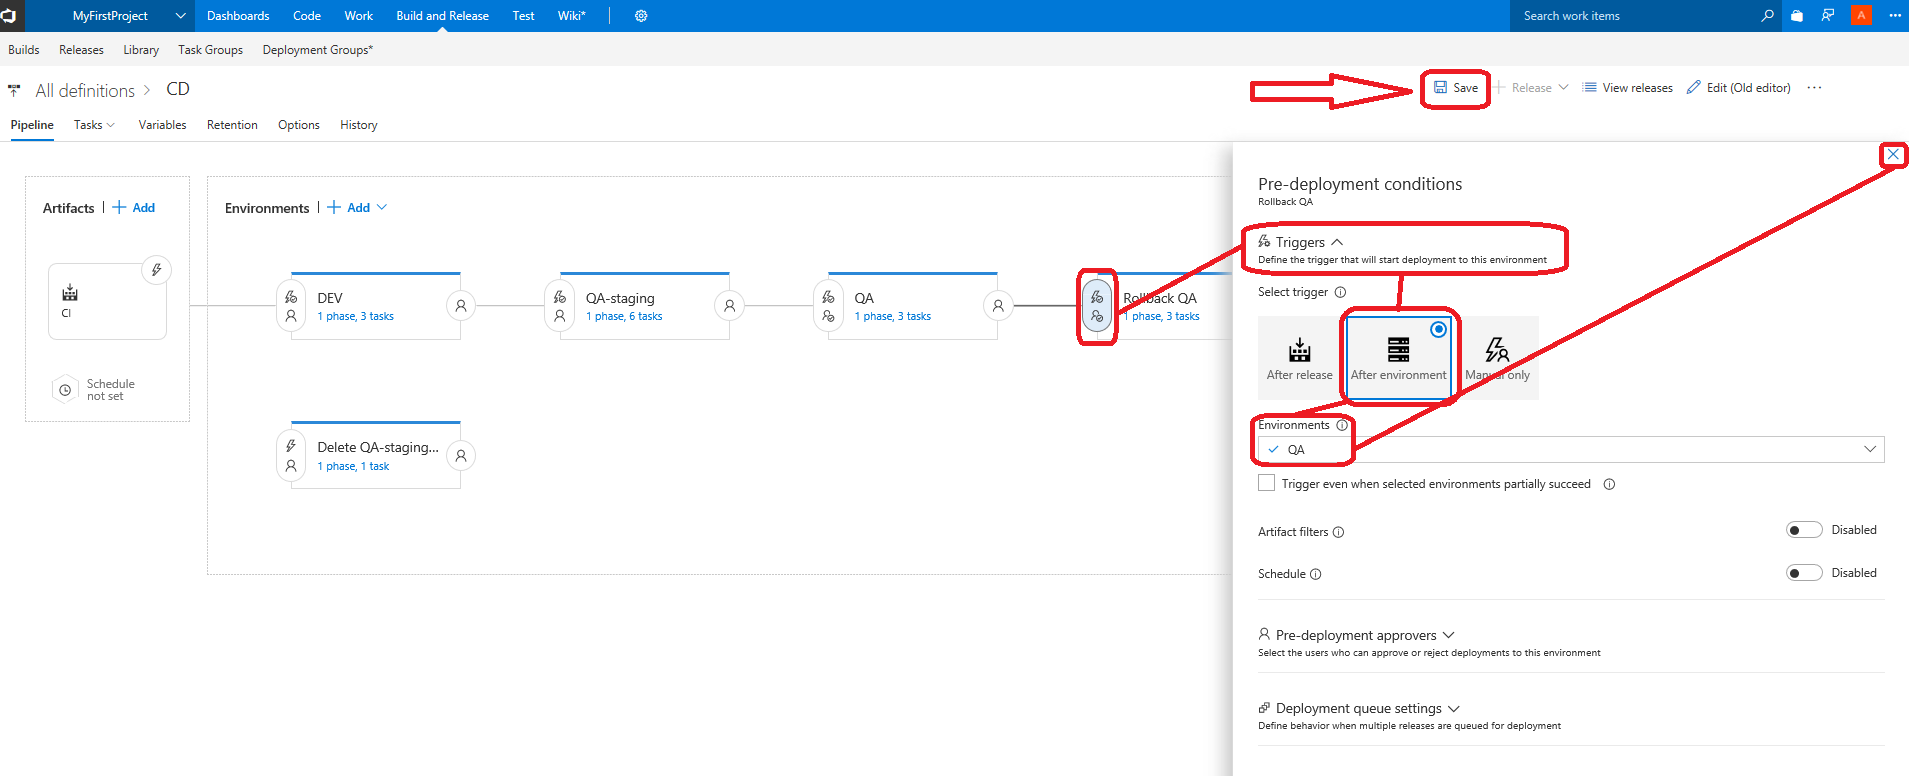 MyFirstProject Dashboards Code Work Build and Release Test Wiki* Search work items A
Builds Releases Library Task Groups Deployment Groups*
All definitions > CD
Save Release View releases Edit (Old editor) ...
Pipeline Tasks Variables Retention Options History
Artifacts | + Add
CI
Schedule
not set
Environments | + Add
DEV
1 phase, 3 tasks
QA-staging
1 phase, 6 tasks
QA
1 phase, 3 tasks
Rollback QA
1 phase, 3 tasks
Delete QA-staging...
1 phase, 1 task
Pre-deployment conditions
Rollback QA
Triggers
Define the trigger that will start deployment to this environment
Select trigger
After release
After environment
Manual only
Environments
QA
Trigger even when selected environments partially succeed
Artifact filters Disabled
Schedule Disabled
Pre-deployment approvers
Select the users who can approve or reject deployments to this environment
Deployment queue settings
Define behavior when multiple releases are queued for deployment